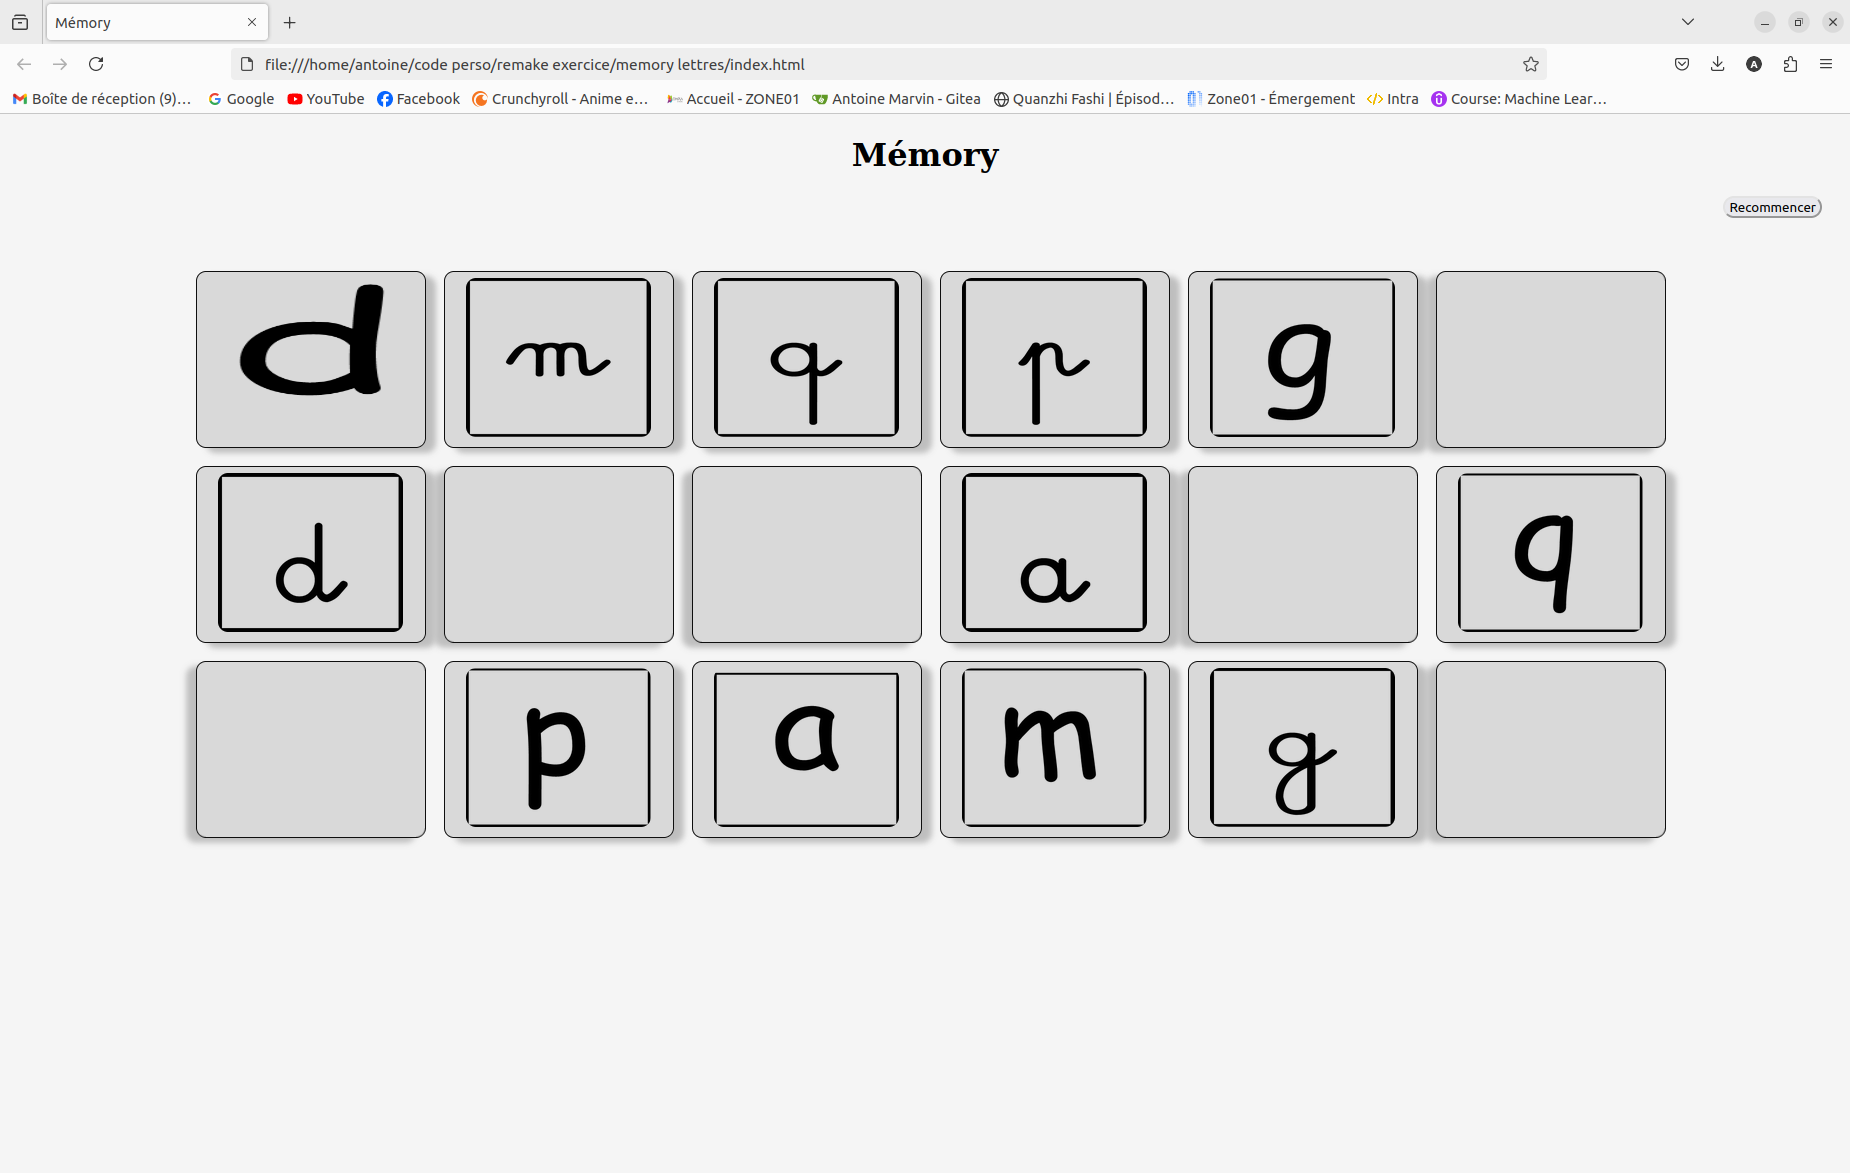 Mémory
file:///home/antoine/code perso/remake exercice/memory lettres/index.html
Boîte de réception (9)… Google YouTube Facebook Crunchyroll - Anime e… Accueil - ZONE01 Antoine Marvin - Gitea Quanzhi Fashi | Épisod… Zone01 - Émergement Intra Course: Machine Lear…
Mémory
Recommencer
d m q p g
d a q
p a m g